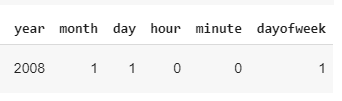 year month day hour minute dayofweek
2008 1 1 0 0 1